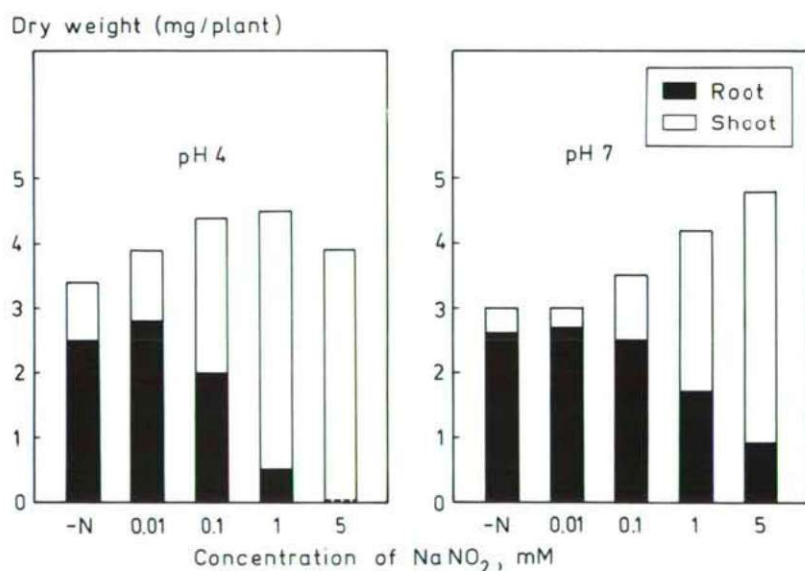 Dry weight (mg/plant)
Root
Shoot
pH 4
pH 7
5
4
3
2
1
0
5
4
3
2
1
0
-N 0.01 0.1 1 5
-N 0.01 0.1 1 5
Concentration of NaNO₂, mM